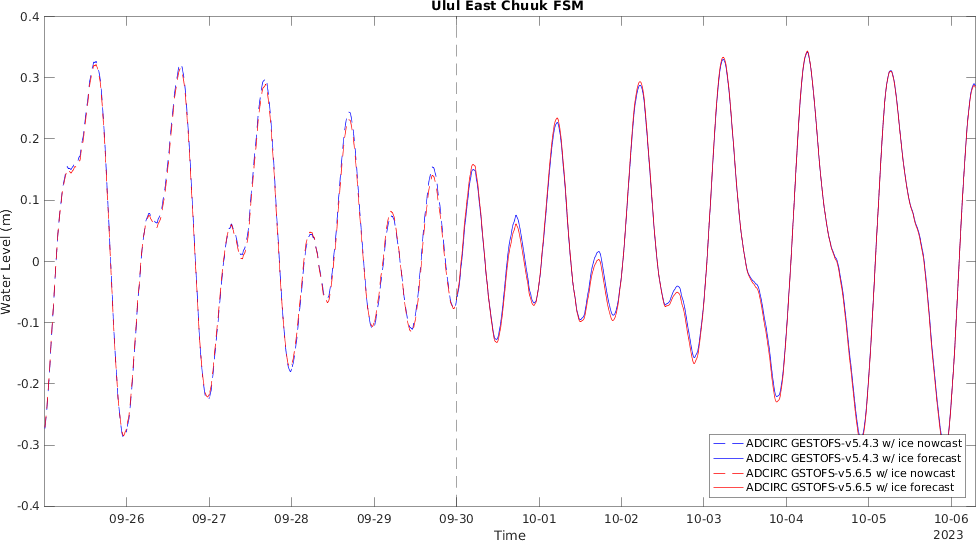 Ulul East Chuuk FSM
0.4
0.3
0.2
0.1
0
-0.1
-0.2
-0.3
-0.4
Water Level (m)
ADCIRC GESTOFS-v5.4.3 w/ ice nowcast
ADCIRC GESTOFS-v5.4.3 w/ ice forecast
ADCIRC GSTOFS-v5.6.5 w/ ice nowcast
ADCIRC GSTOFS-v5.6.5 w/ ice forecast
09-26 09-27 09-28 09-29 09-30 10-01 10-02 10-03 10-04 10-05 10-06
Time
2023